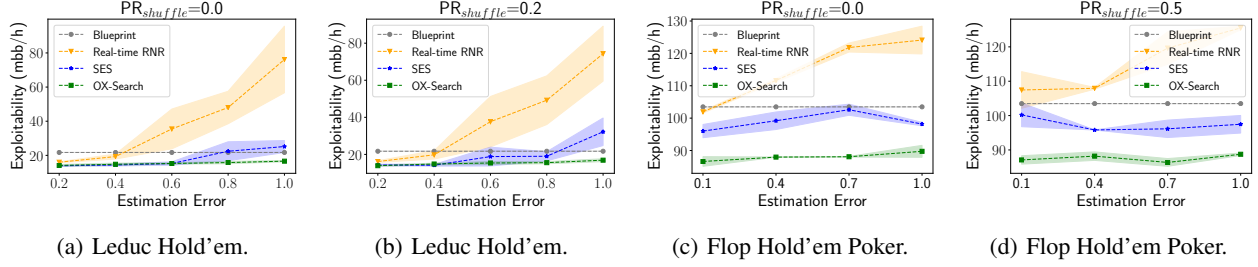 PR_shuffle=0.0
Exploitability (mbb/h)
80
60
40
20
Blueprint
Real-time RNR
SES
OX-Search
0.2 0.4 0.6 0.8 1.0
Estimation Error
(a) Leduc Hold'em.
PR_shuffle=0.2
Exploitability (mbb/h)
80
60
40
20
Blueprint
Real-time RNR
SES
OX-Search
0.2 0.4 0.6 0.8 1.0
Estimation Error
(b) Leduc Hold'em.
PR_shuffle=0.0
Exploitability (mbb/h)
130
120
110
100
90
Blueprint
Real-time RNR
SES
OX-Search
0.1 0.4 0.7 1.0
Estimation Error
(c) Flop Hold'em Poker.
PR_shuffle=0.5
Exploitability (mbb/h)
120
110
100
90
Blueprint
Real-time RNR
SES
OX-Search
0.1 0.4 0.7 1.0
Estimation Error
(d) Flop Hold'em Poker.